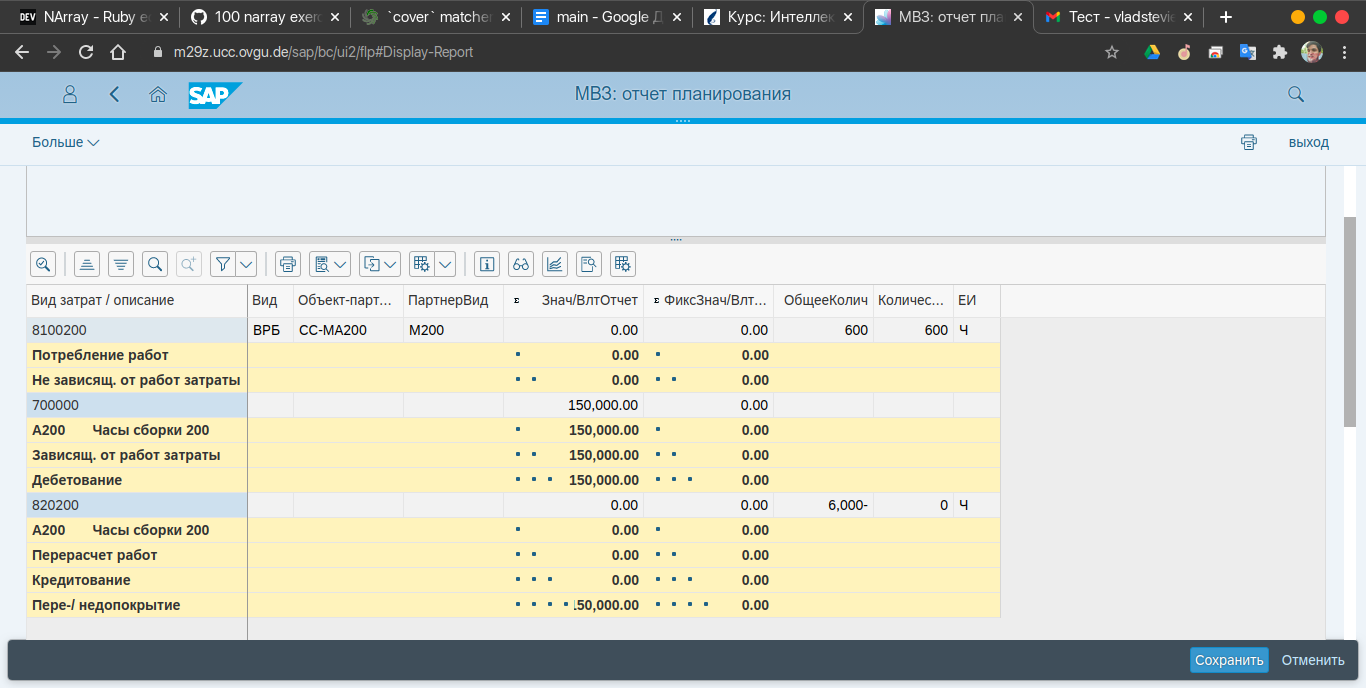 DEV NArray - Ruby e 100 narray exerc `cover` matcher main - Google Д Курс: Интеллек МВЗ: отчет пла Тест - vladstevie
m29z.ucc.ovgu.de/sap/bc/ui2/flp#Display-Report
SAP МВЗ: отчет планирования
Больше выход
Вид затрат / описание Вид Объект-парт... ПартнерВид Σ Знач/ВлтОтчет Σ ФиксЗнач/Влт... ОбщееКолич Количес... ЕИ
8100200 ВРБ СС-МА200 М200 0.00 0.00 600 600 Ч
Потребление работ 0.00 0.00
Не зависящ. от работ затраты 0.00 0.00
700000 150,000.00 0.00
А200 Часы сборки 200 150,000.00 0.00
Зависящ. от работ затраты 150,000.00 0.00
Дебетование 150,000.00 0.00
820200 0.00 0.00 6,000- 0 Ч
А200 Часы сборки 200 0.00 0.00
Перерасчет работ 0.00 0.00
Кредитование 0.00 0.00
Пере-/ недопокрытие 150,000.00 0.00
Сохранить Отменить